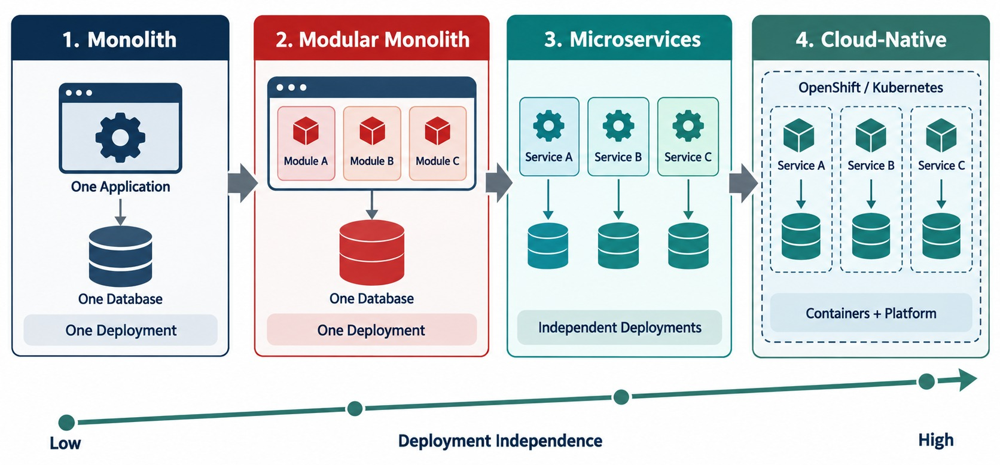 1. Monolith
One Application
One Database
One Deployment
2. Modular Monolith
Module A
Module B
Module C
One Database
One Deployment
3. Microservices
Service A
Service B
Service C
Independent Deployments
4. Cloud-Native
OpenShift / Kubernetes
Service A
Service B
Service C
Containers + Platform
Low
Deployment Independence
High